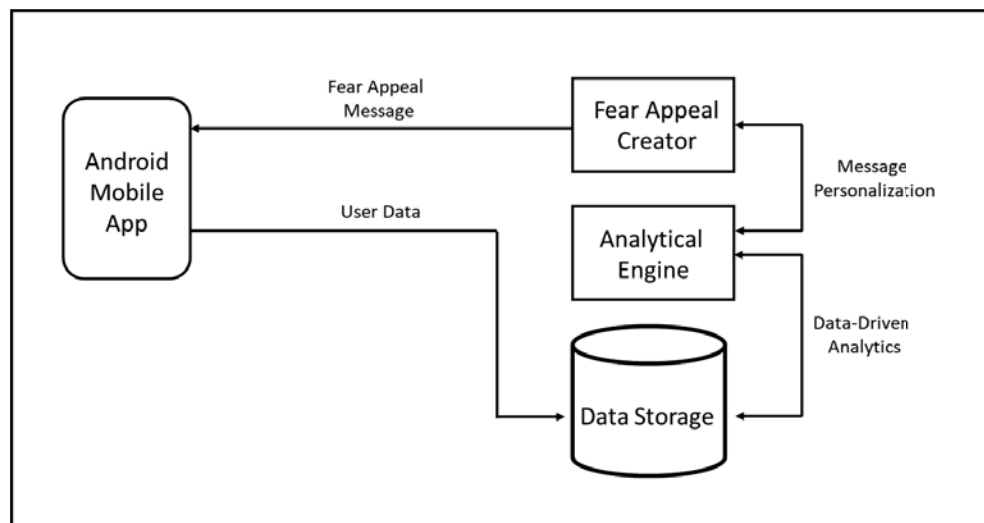 Fear Appeal
Message
Fear Appeal
Creator
Android
Mobile
App
Message
Personalization
User Data
Analytical
Engine
Data-Driven
Analytics
Data Storage